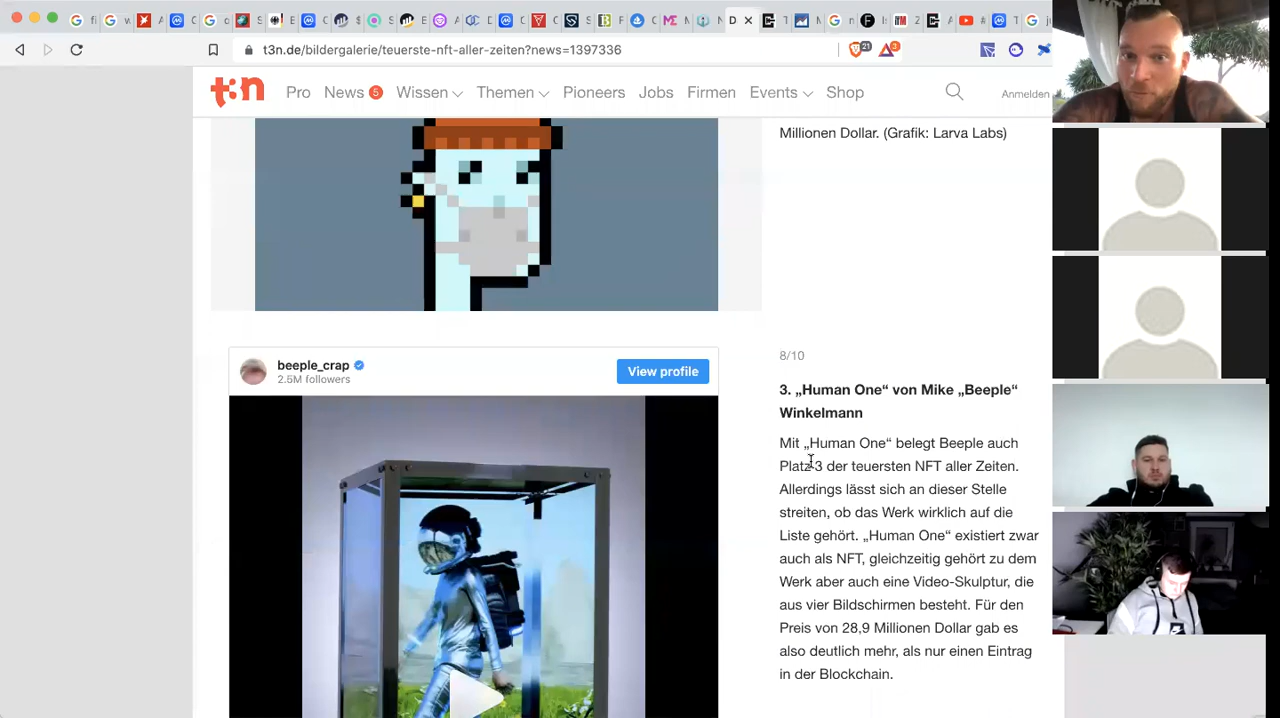 t3n.de/bildergalerie/teuerste-nft-aller-zeiten?news=1397336
21
t3n
Pro
News 5
Wissen
Themen
Pioneers
Jobs
Firmen
Events
Shop
Anmelden
Millionen Dollar. (Grafik: Larva Labs)
beeple_crap
2.5M followers
View profile
8/10
3. „Human One“ von Mike „Beeple“
Winkelmann
Mit „Human One“ belegt Beeple auch
Platz 3 der teuersten NFT aller Zeiten.
Allerdings lässt sich an dieser Stelle
streiten, ob das Werk wirklich auf die
Liste gehört. „Human One“ existiert zwar
auch als NFT, gleichzeitig gehört zu dem
Werk aber auch eine Video-Skulptur, die
aus vier Bildschirmen besteht. Für den
Preis von 28,9 Millionen Dollar gab es
also deutlich mehr, als nur einen Eintrag
in der Blockchain.